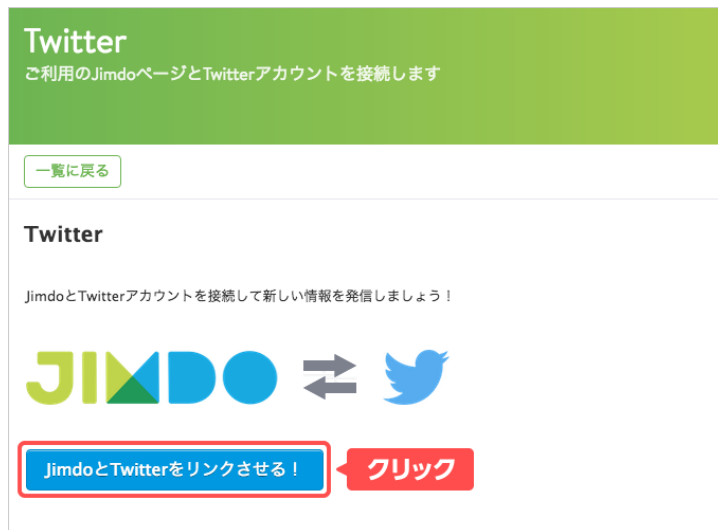 Twitter
ご利用のJimdoページとTwitterアカウントを接続します
一覧に戻る
Twitter
JimdoとTwitterアカウントを接続して新しい情報を発信しましょう！
JIMDO
JimdoとTwitterをリンクさせる！
クリック